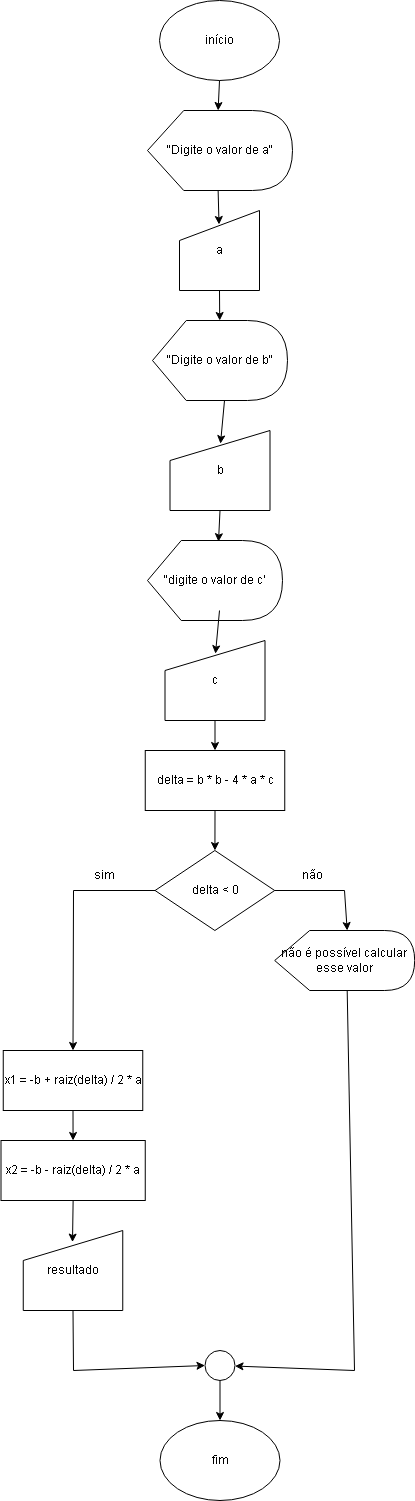 início
"Digite o valor de a"
a
"Digite o valor de b"
b
"digite o valor de c'
c
delta = b * b - 4 * a * c
sim
não
delta < 0
não é possível calcular
esse valor
x1 = -b + raiz(delta) / 2 * a
x2 = -b - raiz(delta) / 2 * a
resultado
fim